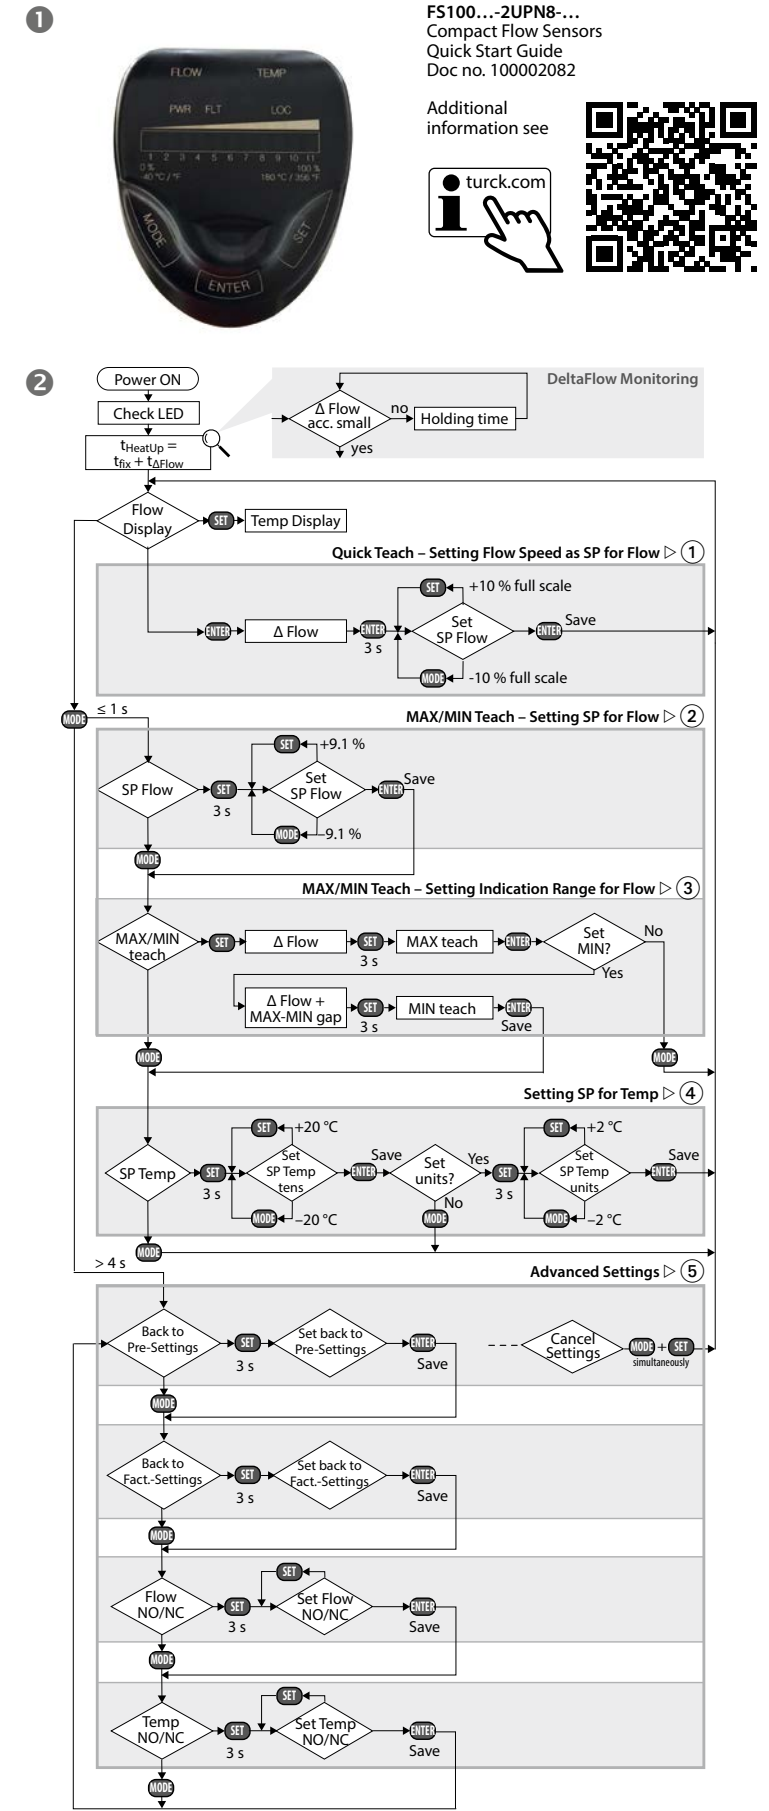 1
FS100…-2UPN8-…
Compact Flow Sensors
Quick Start Guide
Doc no. 100002082
Additional
information see
turck.com
i
FLOW TEMP
PWR FLT LOC
1 2 3 4 5 6 7 8 9 10 11
0 % 100 %
-40 °C / °F 180 °C / 356 °F
MODE
ENTER
SET
2
Power ON
Check LED
tHeatUp =
tfix + tΔFlow
DeltaFlow Monitoring
Δ Flow
acc. small
no
Holding time
yes
Flow
Display
SET
Temp Display
Quick Teach – Setting Flow Speed as SP for Flow ▷ 1
ENTER
Δ Flow
ENTER
3 s
SET
+10 % full scale
Set
SP Flow
MODE
-10 % full scale
ENTER
Save
MODE
≤ 1 s
MAX/MIN Teach – Setting SP for Flow ▷ 2
SP Flow
SET
3 s
SET
+9.1 %
Set
SP Flow
MODE
–9.1 %
ENTER
Save
MODE
MAX/MIN Teach – Setting Indication Range for Flow ▷ 3
MAX/MIN
teach
SET
Δ Flow
SET
3 s
MAX teach
ENTER
Set
MIN?
No
Yes
Δ Flow +
MAX-MIN gap
SET
3 s
MIN teach
ENTER
Save
MODE
MODE
Setting SP for Temp ▷ 4
SP Temp
SET
3 s
SET
+20 °C
Set
SP Temp
tens
MODE
–20 °C
ENTER
Save
Set
units?
Yes
No
MODE
SET
3 s
SET
+2 °C
Set
SP Temp
units
MODE
–2 °C
ENTER
Save
MODE
> 4 s
Advanced Settings ▷ 5
Back to
Pre-Settings
SET
3 s
Set back to
Pre-Settings
ENTER
Save
Cancel
Settings
MODE + SET
simultaneously
MODE
Back to
Fact.-Settings
SET
3 s
Set back to
Fact.-Settings
ENTER
Save
MODE
Flow
NO/NC
SET
3 s
SET
Set Flow
NO/NC
ENTER
Save
MODE
Temp
NO/NC
SET
3 s
SET
Set Temp
NO/NC
ENTER
Save
MODE